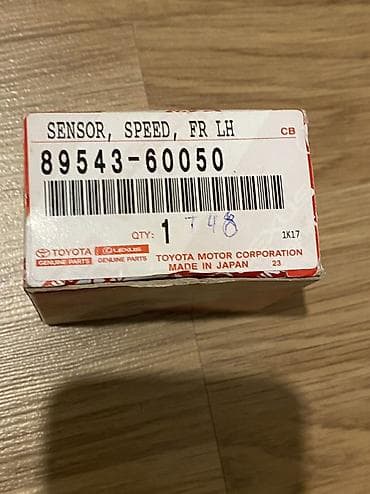 SENSOR, SPEED, FR LH CB
89543-60050
QTY: 1 T48 1K17
TOYOTA LEXUS TOYOTA MOTOR CORPORATION
GENUINE PARTS GENUINE PARTS MADE IN JAPAN 23